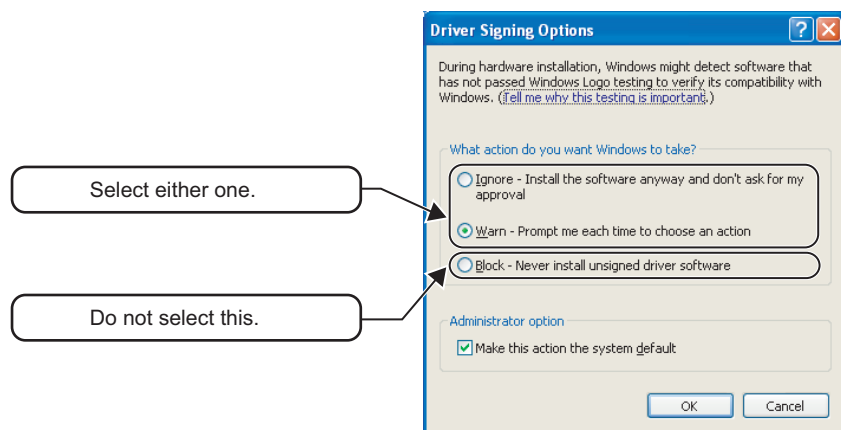 Driver Signing Options
During hardware installation, Windows might detect software that
has not passed Windows Logo testing to verify its compatibility with
Windows. (Tell me why this testing is important.)
What action do you want Windows to take?
Ignore - Install the software anyway and don't ask for my
approval
Warn - Prompt me each time to choose an action
Block - Never install unsigned driver software
Select either one.
Do not select this.
Administrator option
Make this action the system default
OK
Cancel